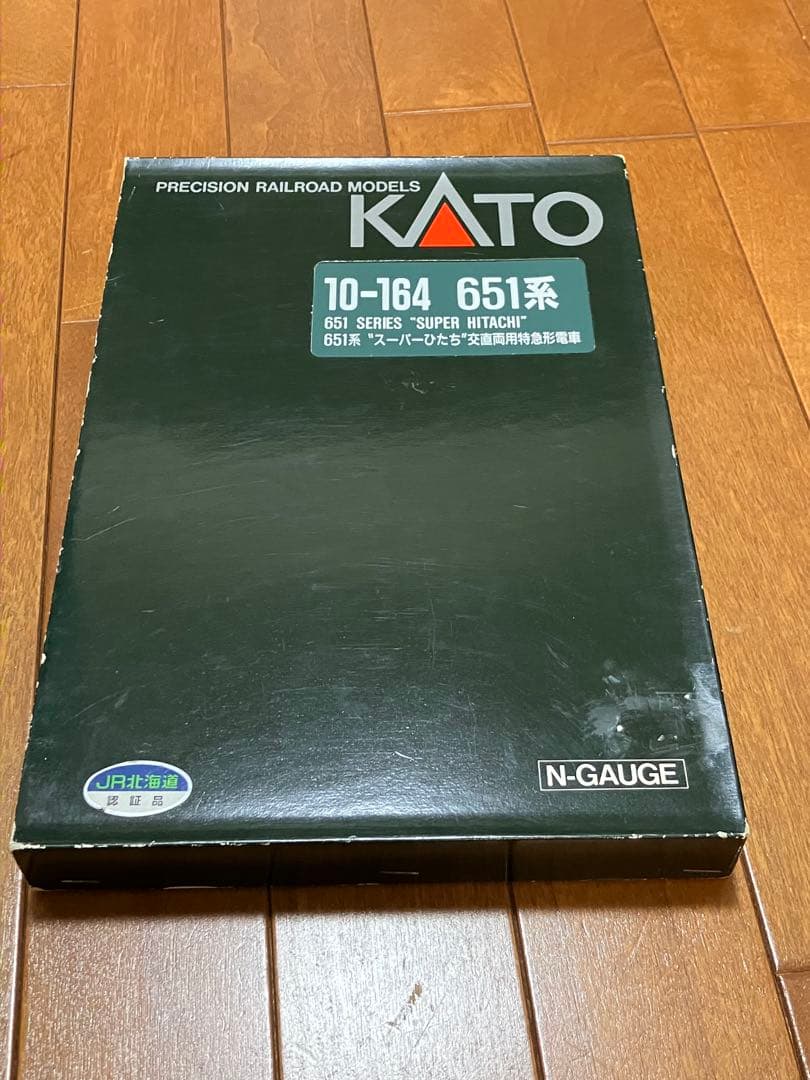 PRECISION RAILROAD MODELS
KATO
10-164 651系
651 SERIES "SUPER HITACHI"
651系 "スーパーひたち"交直両用特急形電車
JR北海道
認証品
N-GAUGE